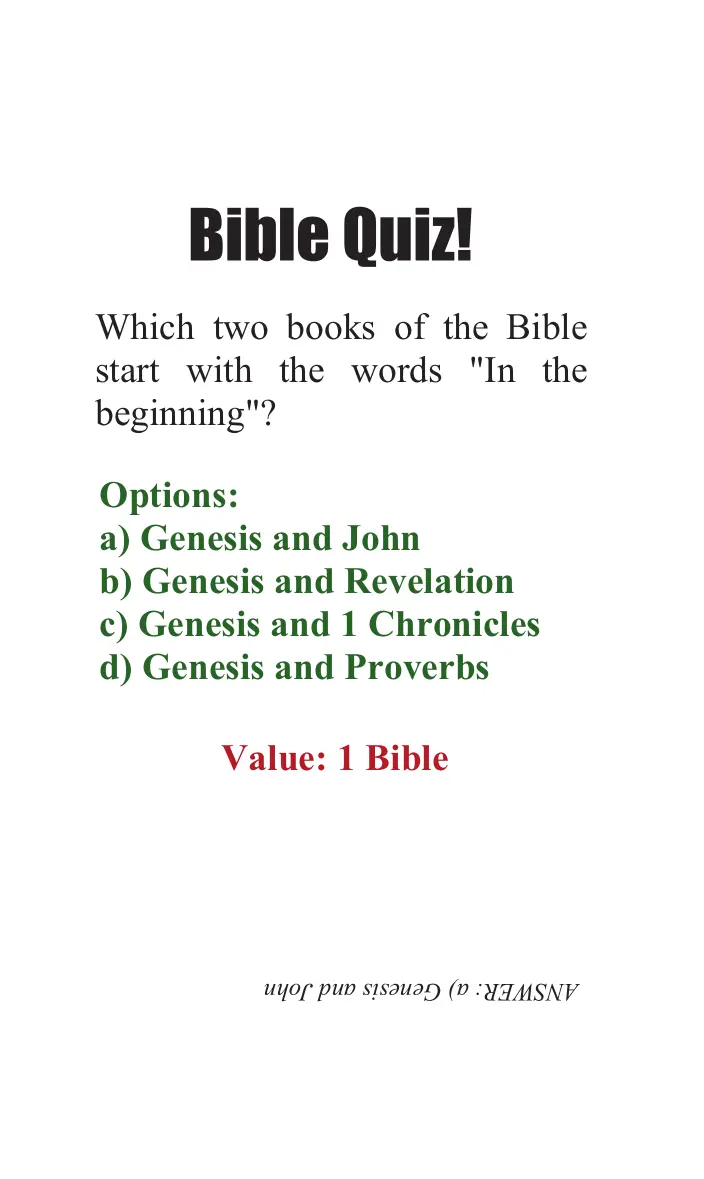 Bible Quiz!
Which two books of the Bible
start with the words "In the
beginning"?
Options:
a) Genesis and John
b) Genesis and Revelation
c) Genesis and 1 Chronicles
d) Genesis and Proverbs
Value: 1 Bible
ANSWER: a) Genesis and John